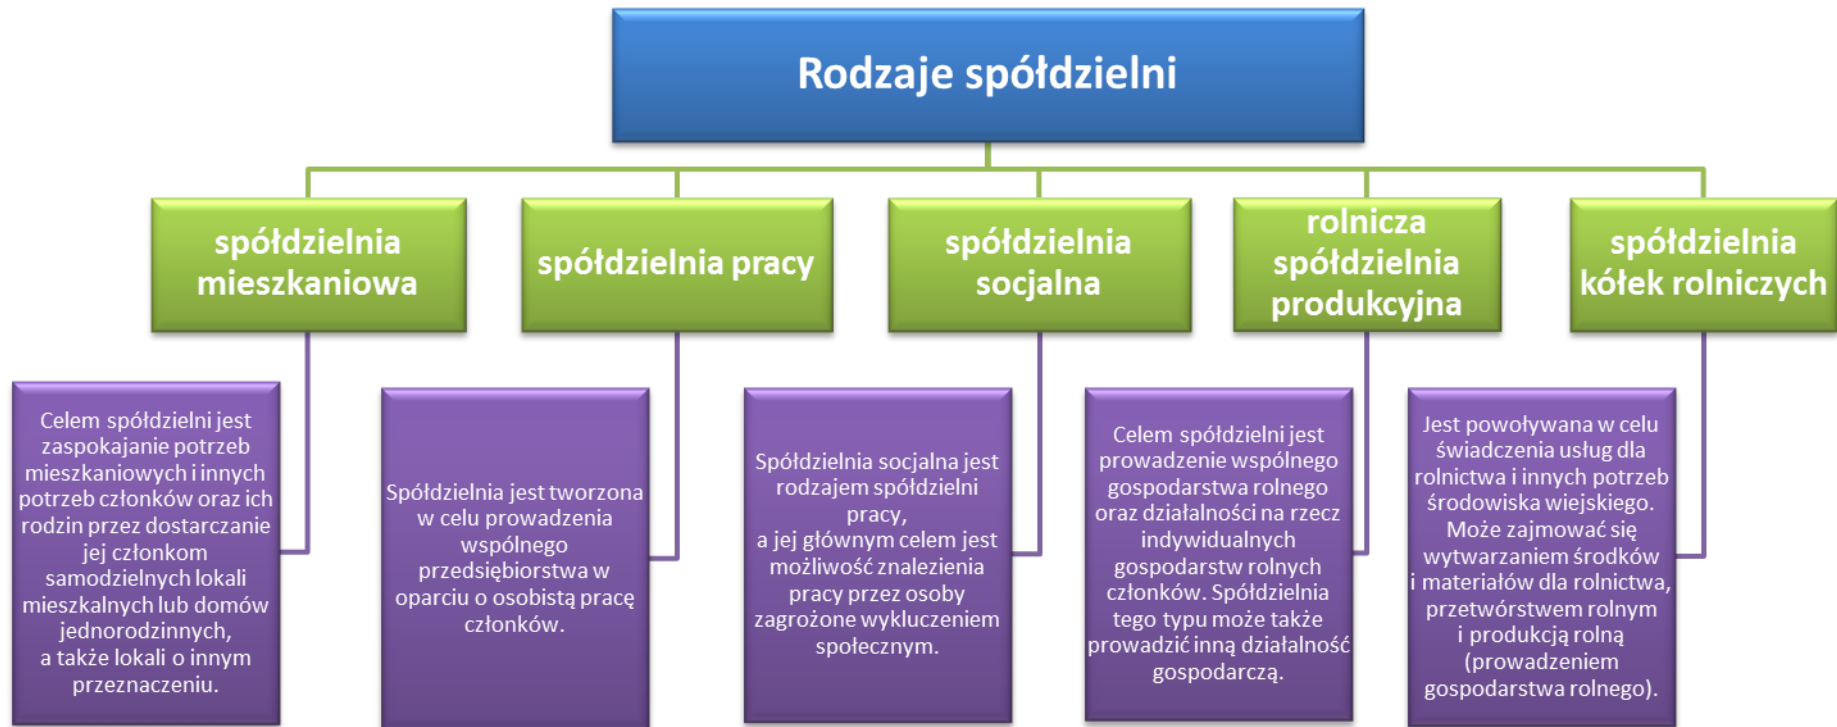 Rodzaje spółdzielni
spółdzielnia
mieszkaniowa
spółdzielnia pracy
spółdzielnia
socjalna
rolnicza
spółdzielnia
produkcyjna
spółdzielnia
kółek rolniczych
Celem spółdzielni jest
zaspokajanie potrzeb
mieszkaniowych i innych
potrzeb członków oraz ich
rodzin przez dostarczanie
jej członkom
samodzielnych lokali
mieszkalnych lub domów
jednorodzinnych,
a także lokali o innym
przeznaczeniu.
Spółdzielnia jest tworzona
w celu prowadzenia
wspólnego
przedsiębiorstwa w
oparciu o osobistą pracę
członków.
Spółdzielnia socjalna jest
rodzajem spółdzielni
pracy,
a jej głównym celem jest
możliwość znalezienia
pracy przez osoby
zagrożone wykluczeniem
społecznym.
Celem spółdzielni jest
prowadzenie wspólnego
gospodarstwa rolnego
oraz działalności na rzecz
indywidualnych
gospodarstw rolnych
członków. Spółdzielnia
tego typu może także
prowadzić inną działalność
gospodarczą.
Jest powoływana w celu
świadczenia usług dla
rolnictwa i innych potrzeb
środowiska wiejskiego.
Może zajmować się
wytwarzaniem środków
i materiałów dla rolnictwa,
przetwórstwem rolnym
i produkcją rolną
(prowadzeniem
gospodarstwa rolnego).